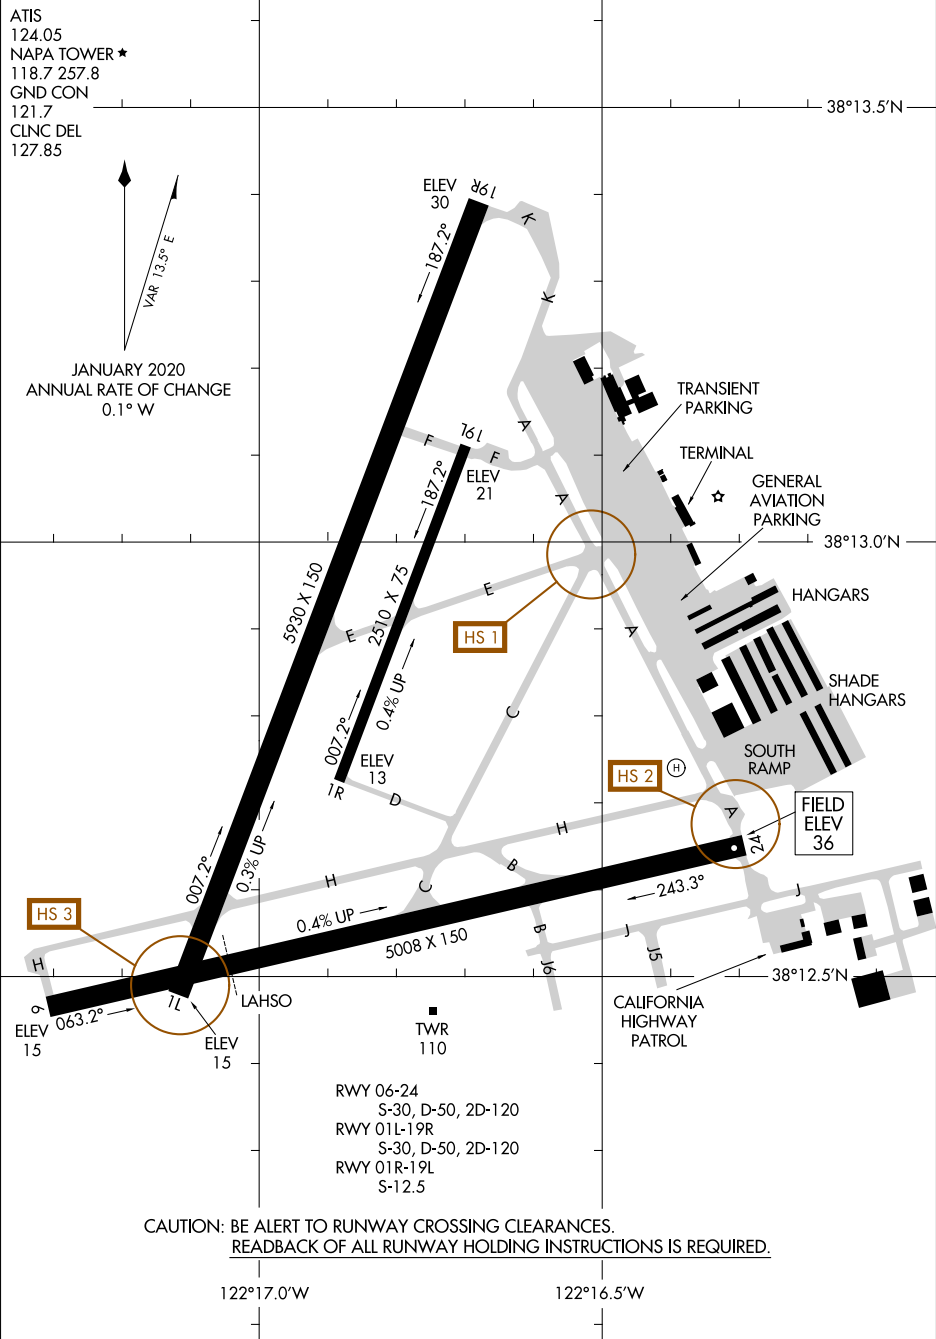 ATIS
124.05
NAPA TOWER ★
118.7 257.8
GND CON
121.7
CLNC DEL
127.85
38°13.5'N
VAR 13.5° E
JANUARY 2020
ANNUAL RATE OF CHANGE
0.1° W
ELEV
30
19R
187.2°
K
K
TRANSIENT
PARKING
TERMINAL
GENERAL
AVIATION
PARKING
A
F
19L
F
ELEV
21
187.2°
A
38°13.0'N
5930 X 150
2510 X 75
E
E
HS 1
A
HANGARS
SHADE
HANGARS
C
007.2°
0.4% UP
ELEV
13
1R
D
HS 2
H
SOUTH
RAMP
A
FIELD
ELEV
36
24
H
B
007.2°
0.3% UP
H
C
243.3°
J
HS 3
0.4% UP
5008 X 150
B
J
J5
J6
H
6
1L
LAHSO
38°12.5'N
063.2°
ELEV
15
ELEV
15
TWR
110
CALIFORNIA
HIGHWAY
PATROL
RWY 06-24
S-30, D-50, 2D-120
RWY 01L-19R
S-30, D-50, 2D-120
RWY 01R-19L
S-12.5
CAUTION: BE ALERT TO RUNWAY CROSSING CLEARANCES.
READBACK OF ALL RUNWAY HOLDING INSTRUCTIONS IS REQUIRED.
122°17.0'W
122°16.5'W